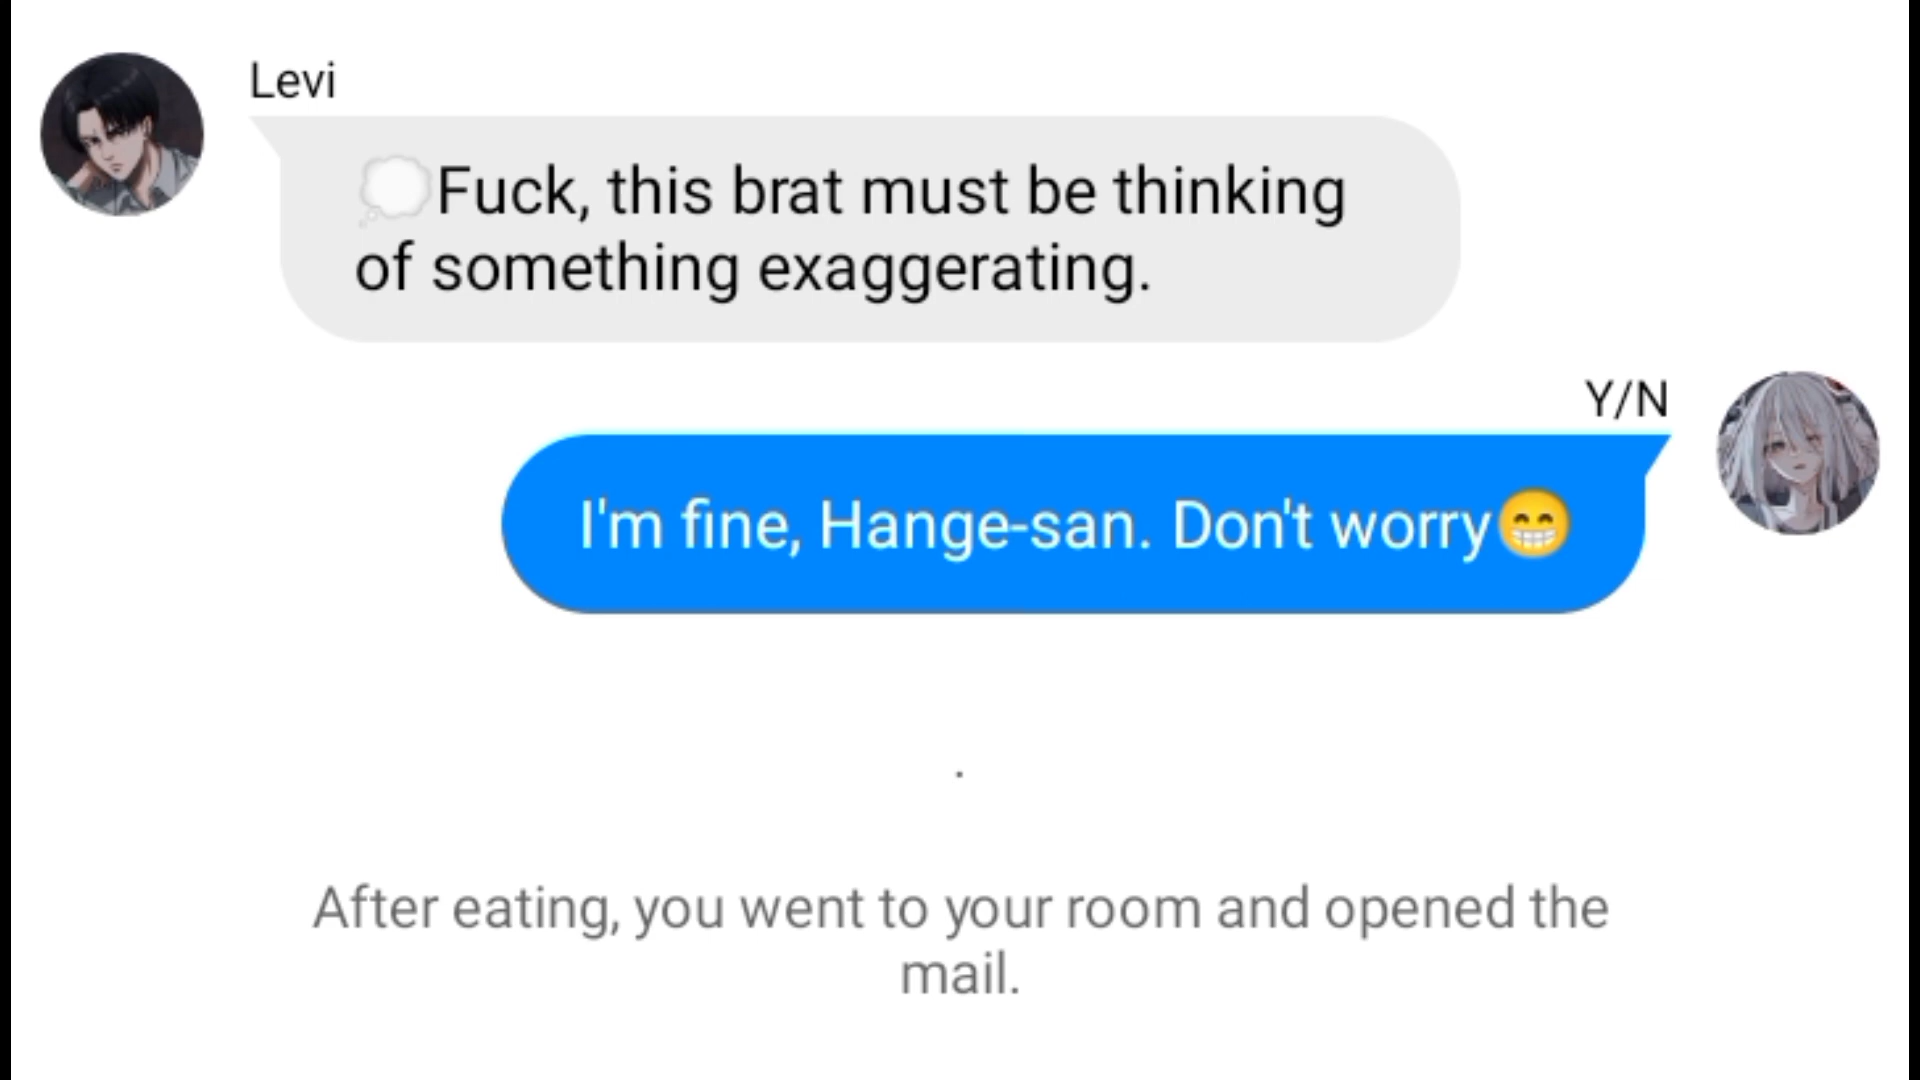 Levi
💭Fuck, this brat must be thinking
of something exaggerating.
Y/N
I'm fine, Hange-san. Don't worry😁
.
After eating, you went to your room and opened the
mail.